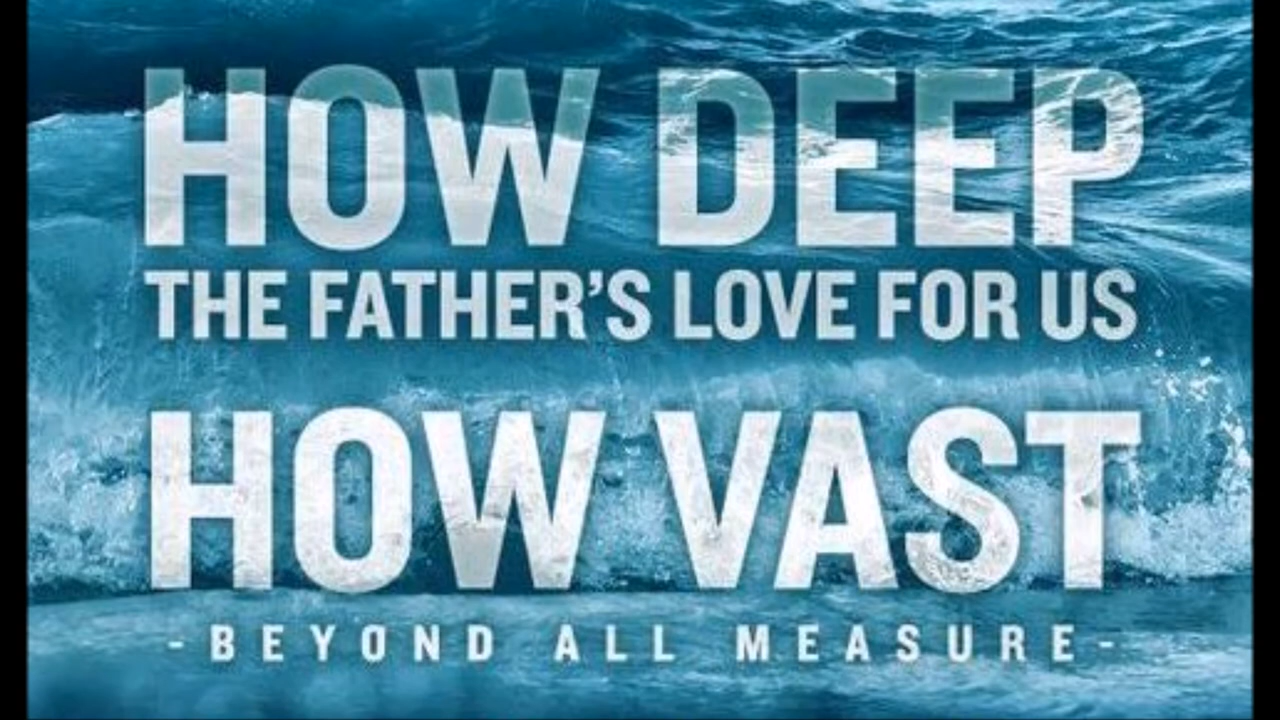 HOW DEEP
THE FATHER’S LOVE FOR US
HOW VAST
-BEYOND ALL MEASURE-